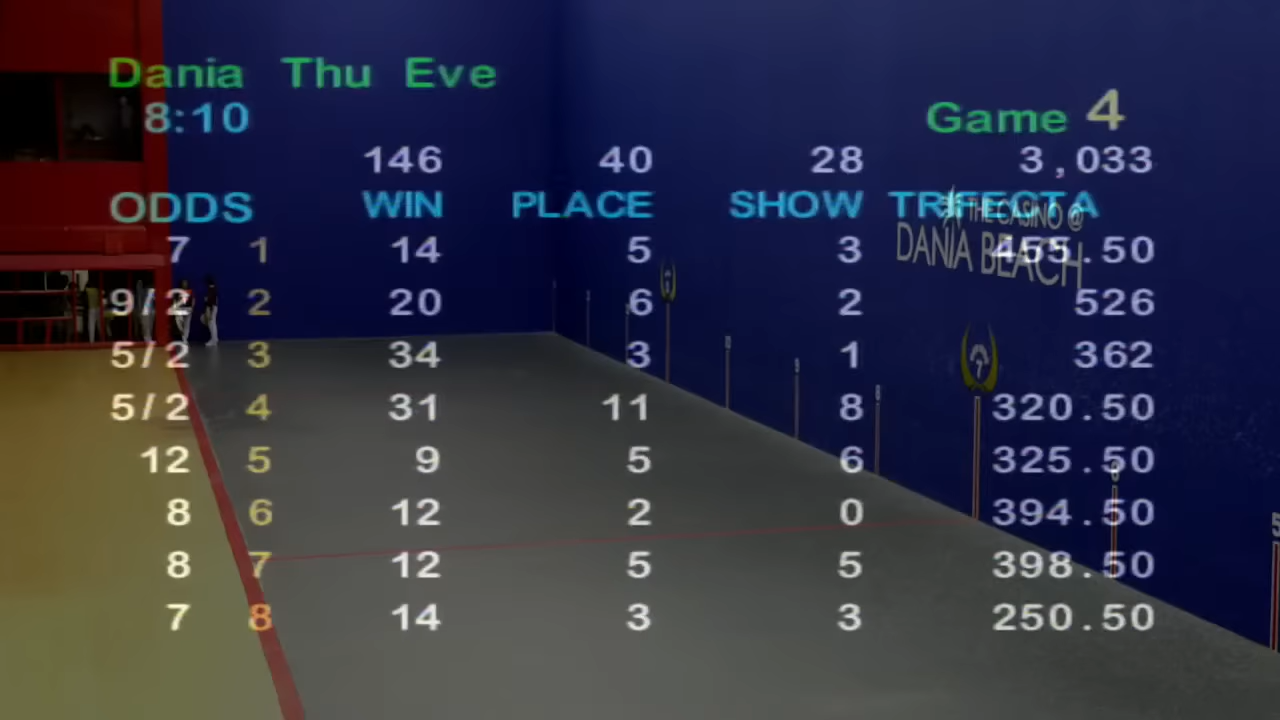 Dania Thu Eve
8:10
Game 4
146 40 28 3,033
ODDS WIN PLACE SHOW TRIFECTA
THE CASINO @
DANIA BEACH
7 1 14 5 3 455.50
9/2 2 20 6 2 526
5/2 3 34 3 1 362
5/2 4 31 11 8 320.50
12 5 9 5 6 325.50
8 6 12 2 0 394.50
8 7 12 5 5 398.50
7 8 14 3 3 250.50